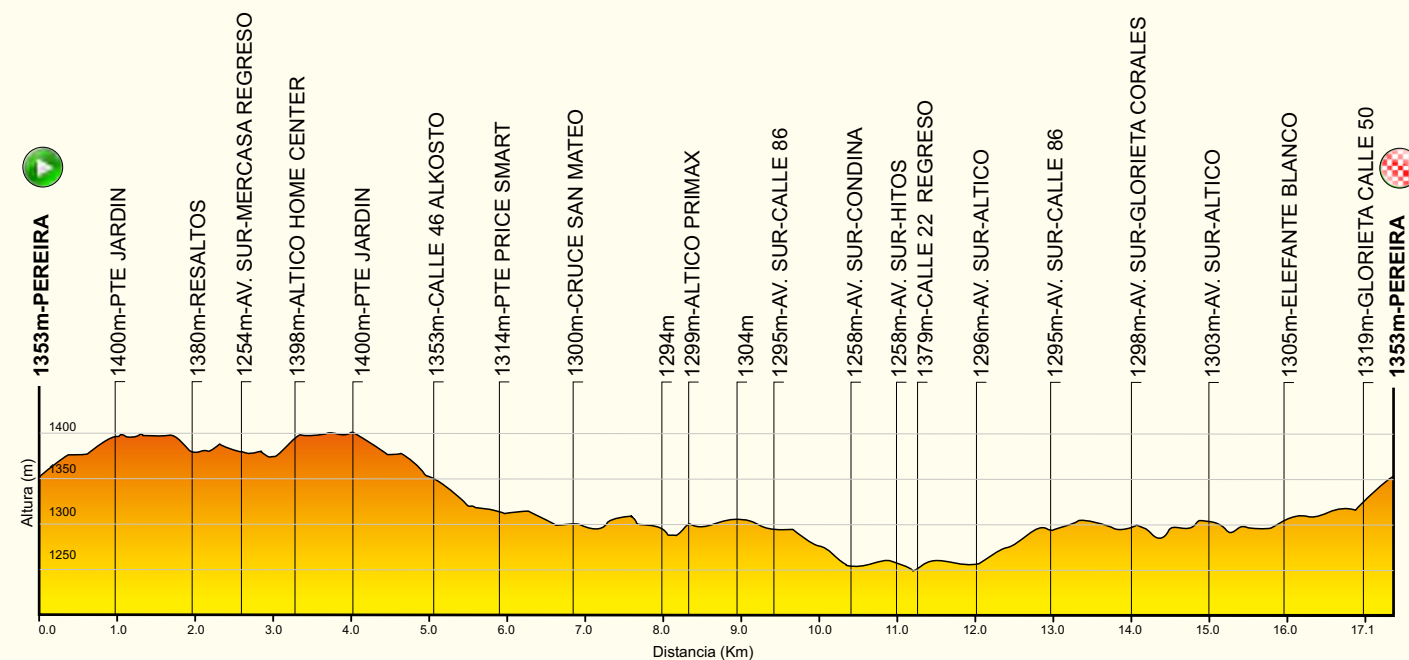 1353m-PEREIRA
1400m-PTE JARDIN
1380m-RESALTOS
1254m-AV. SUR-MERCASA REGRESO
1398m-ALTICO HOME CENTER
1400m-PTE JARDIN
1353m-CALLE 46 ALKOSTO
1314m-PTE PRICE SMART
1300m-CRUCE SAN MATEO
1294m
1299m-ALTICO PRIMAX
1304m
1295m-AV. SUR-CALLE 86
1258m-AV. SUR-CONDINA
1258m-AV. SUR-HITOS
1379m-CALLE 22 REGRESO
1296m-AV. SUR-ALTICO
1295m-AV. SUR-CALLE 86
1298m-AV. SUR-GLORIETA CORALES
1303m-AV. SUR-ALTICO
1305m-ELEFANTE BLANCO
1319m-GLORIETA CALLE 50
1353m-PEREIRA
Altura (m)
1400
1350
1300
1250
0.0 1.0 2.0 3.0 4.0 5.0 6.0 7.0 8.0 9.0 10.0 11.0 12.0 13.0 14.0 15.0 16.0 17.1
Distancia (Km)